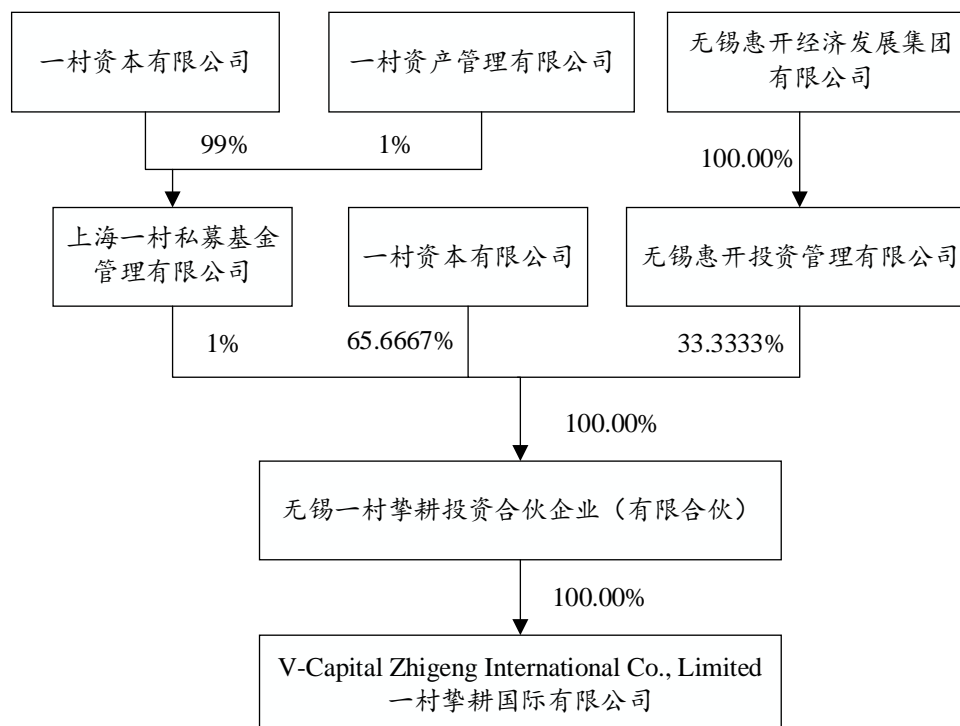 一村资本有限公司
一村资产管理有限公司
无锡惠开经济发展集团
有限公司
99%
1%
100.00%
上海一村私募基金
管理有限公司
一村资本有限公司
无锡惠开投资管理有限公司
1%
65.6667%
33.3333%
100.00%
无锡一村挚耕投资合伙企业（有限合伙）
100.00%
V-Capital Zhigeng International Co., Limited
一村挚耕国际有限公司